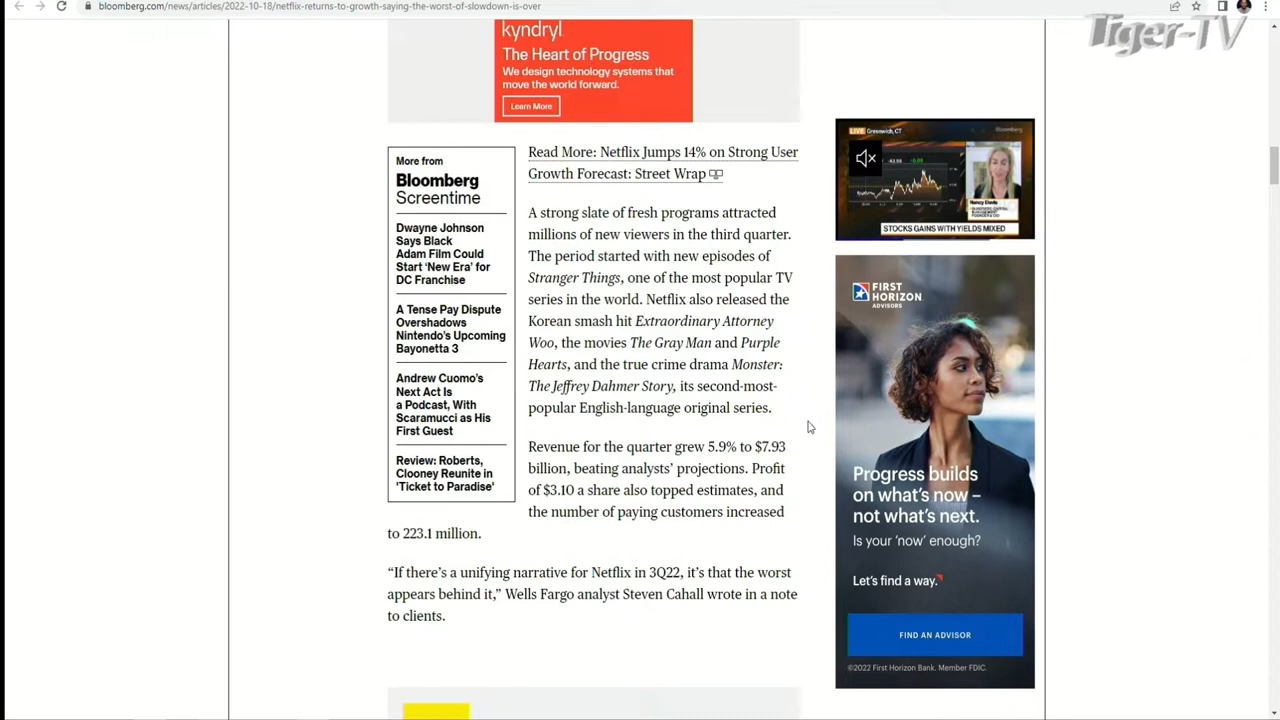 bloomberg.com/news/articles/2022-10-18/netflix-returns-to-growth-saying-the-worst-of-slowdown-is-over
Tiger-TV
kyndryl
The Heart of Progress
We design technology systems that
move the world forward.
Learn More
More from
Bloomberg
Screentime
Dwayne Johnson
Says Black
Adam Film Could
Start ‘New Era’ for
DC Franchise
A Tense Pay Dispute
Overshadows
Nintendo’s Upcoming
Bayonetta 3
Andrew Cuomo’s
Next Act Is
a Podcast, With
Scaramucci as His
First Guest
Review: Roberts,
Clooney Reunite in
'Ticket to Paradise'
Read More: Netflix Jumps 14% on Strong User
Growth Forecast: Street Wrap
A strong slate of fresh programs attracted
millions of new viewers in the third quarter.
The period started with new episodes of
Stranger Things, one of the most popular TV
series in the world. Netflix also released the
Korean smash hit Extraordinary Attorney
Woo, the movies The Gray Man and Purple
Hearts, and the true crime drama Monster:
The Jeffrey Dahmer Story, its second-most-
popular English-language original series.
Revenue for the quarter grew 5.9% to $7.93
billion, beating analysts’ projections. Profit
of $3.10 a share also topped estimates, and
the number of paying customers increased
to 223.1 million.
“If there’s a unifying narrative for Netflix in 3Q22, it’s that the worst
appears behind it,” Wells Fargo analyst Steven Cahall wrote in a note
to clients.
LIVE Greenwich, CT
Bloomberg
Nancy Davis
STOCKS GAINS WITH YIELDS MIXED
FIRST
HORIZON
ADVISORS
Progress builds
on what’s now –
not what’s next.
Is your ‘now’ enough?
Let’s find a way.
FIND AN ADVISOR
©2022 First Horizon Bank. Member FDIC.